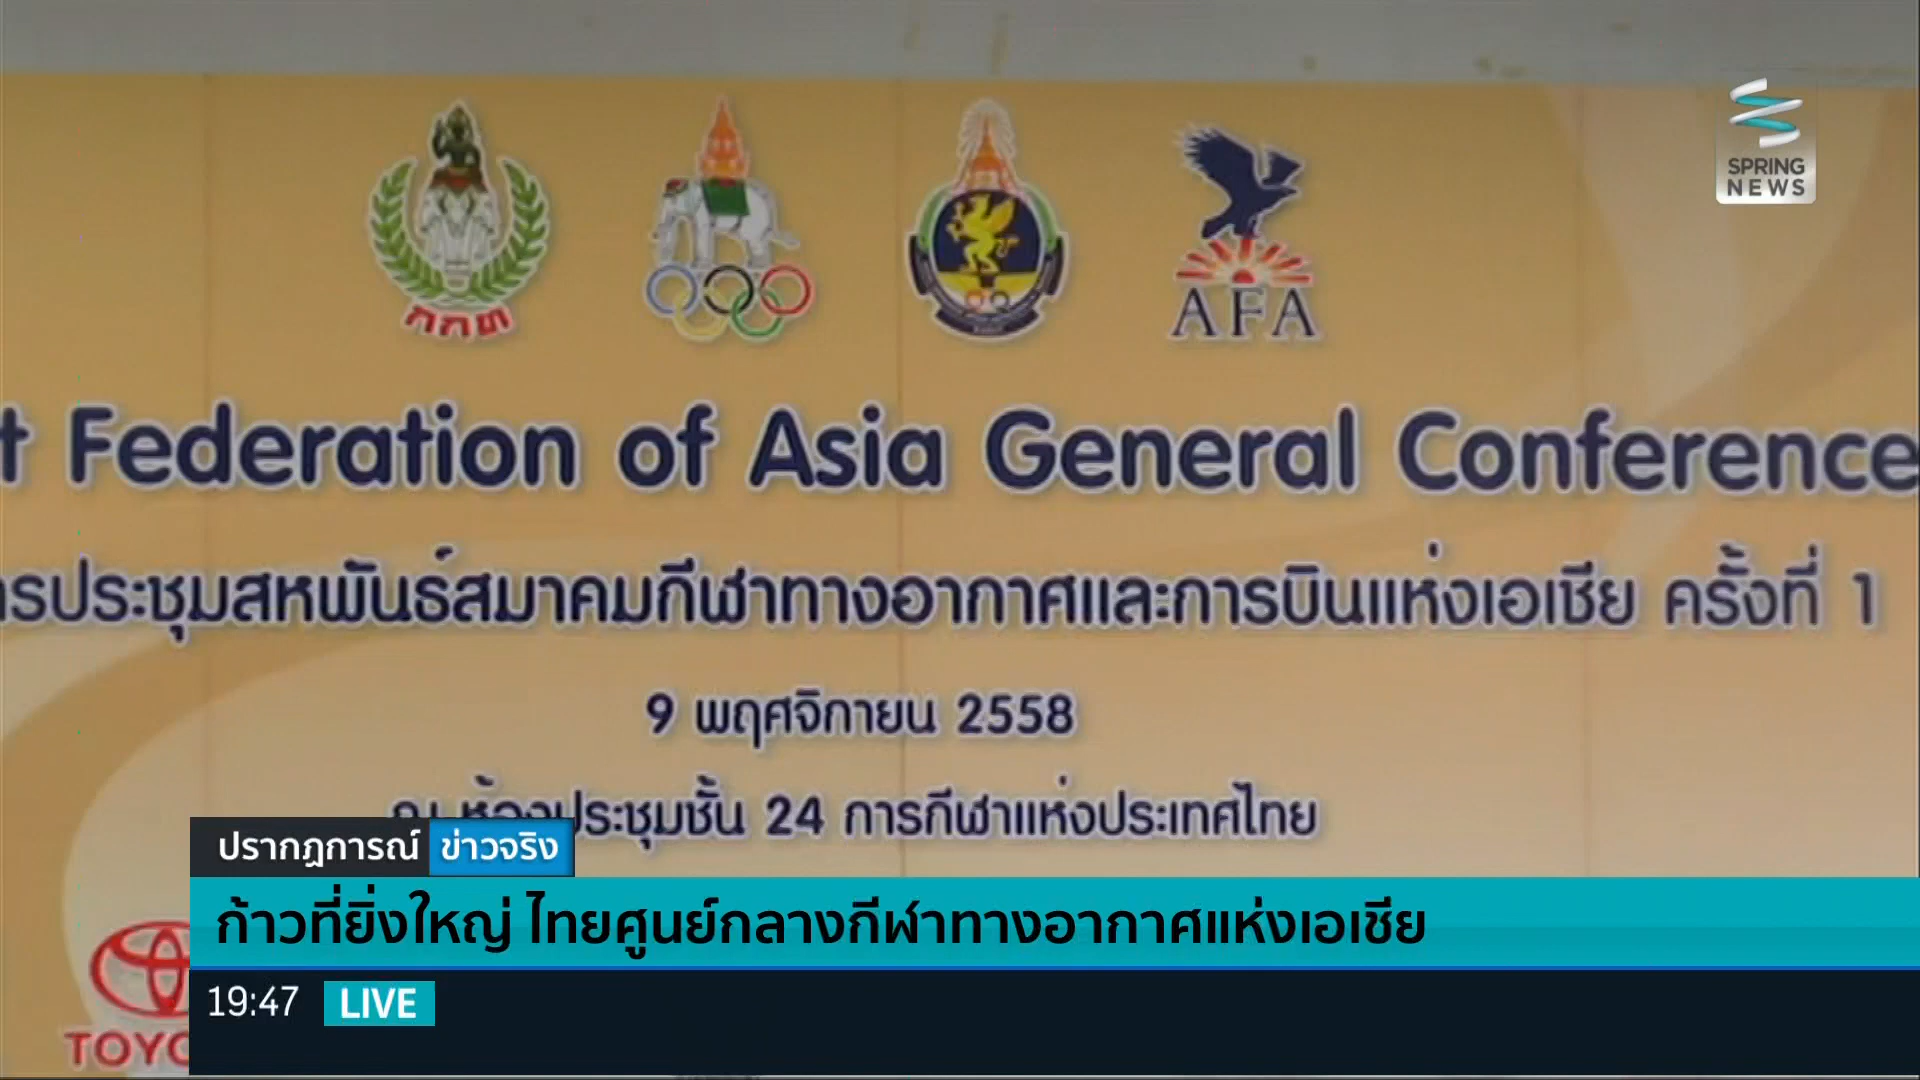 SPRING
NEWS
กกท
AFA
t Federation of Asia General Conference
ารประชุมสหพันธ์สมาคมกีฬาทางอากาศและการบินแห่งเอเชีย ครั้งที่ 1
9 พฤศจิกายน 2558
ณ ห้องประชุมชั้น 24 การกีฬาแห่งประเทศไทย
ปรากฏการณ์ ข่าวจริง
ก้าวที่ยิ่งใหญ่ ไทยศูนย์กลางกีฬาทางอากาศแห่งเอเชีย
19:47 LIVE
TOYO